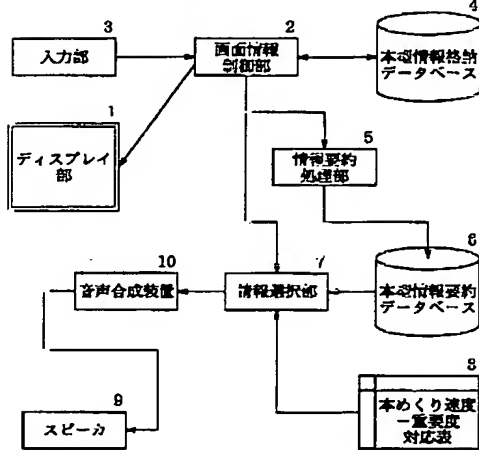 3
入力部
2
画面情報
制御部
4
本型情報格納
データベース
1
ディスプレイ
部
5
情報要約
処理部
6
本型情報要約
データベース
7
情報選択部
10
音声合成装置
8
本めくり速度
ー重要度
対応表
9
スピーカ